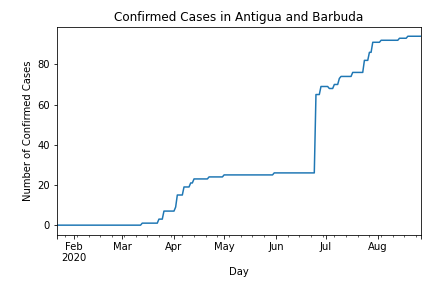 Confirmed Cases in Antigua and Barbuda
Number of Confirmed Cases
80
60
40
20
0
Feb Mar Apr May Jun Jul Aug
2020
Day